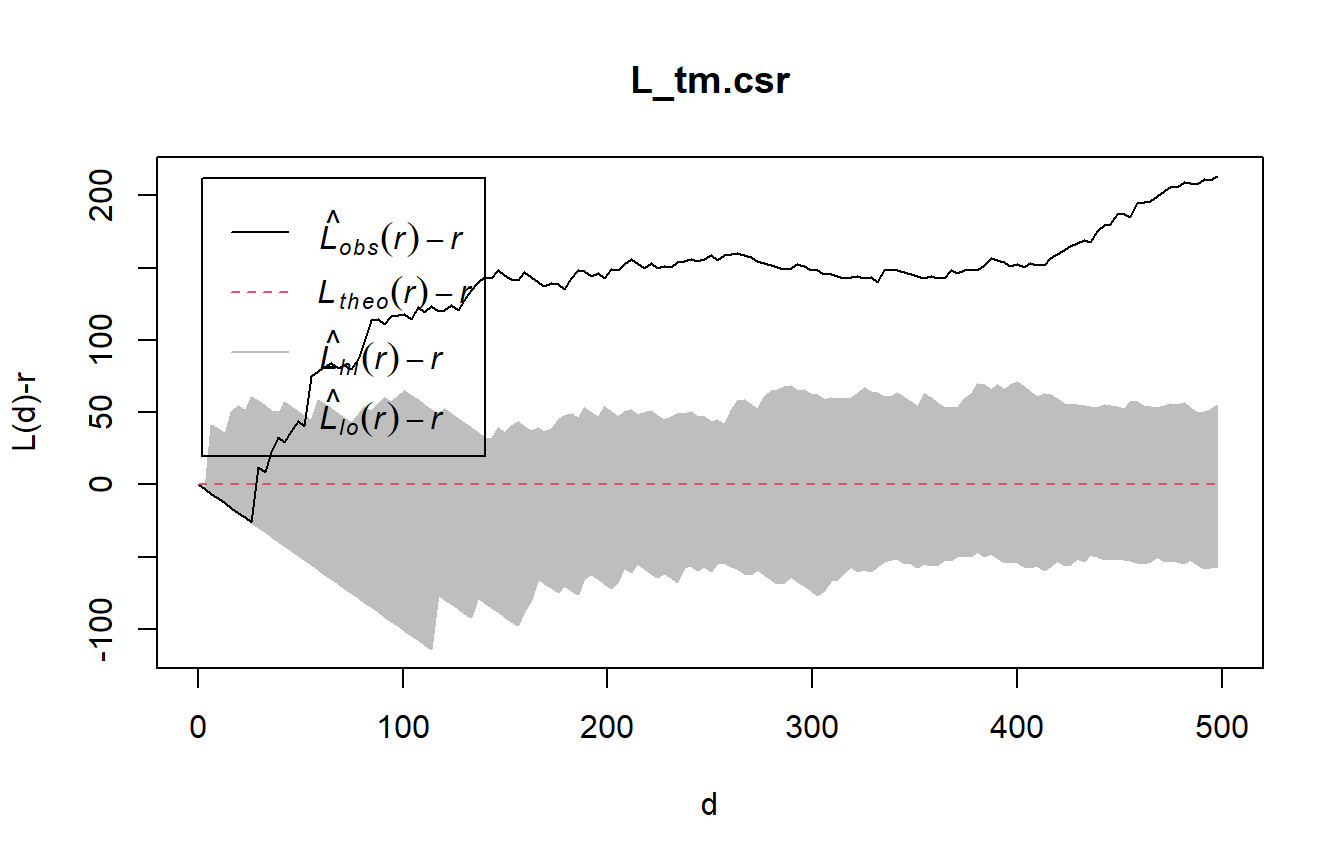 L_tm.csr
L̂obs(r) − r
Ltheo(r) − r
L̂hi(r) − r
L̂lo(r) − r
L(d)-r
200
100
50
0
-100
0 100 200 300 400 500
d